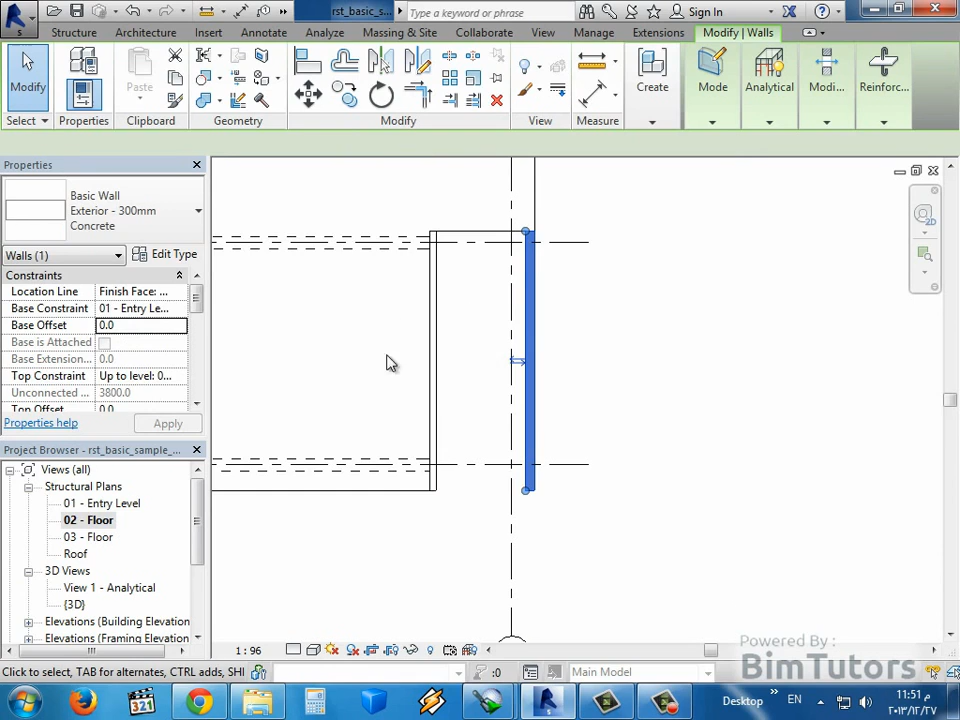 rst_basic_s...
Type a keyword or phrase
Sign In
Structure Architecture Insert Annotate Analyze Massing & Site Collaborate View Manage Extensions Modify | Walls
Modify
Paste
Create
Mode
Analytical
Modi...
Reinforc...
Select
Properties
Clipboard
Geometry
Modify
View
Measure
Properties
Basic Wall
Exterior - 300mm
Concrete
Walls (1)
Edit Type
Constraints
Location Line Finish Face: ...
Base Constraint 01 - Entry Le...
Base Offset 0.0
Base is Attached
Base Extension... 0.0
Top Constraint Up to level: 0...
Unconnected ... 3800.0
Top Offset 0.0
Properties help
Apply
Project Browser - rst_basic_sample_...
Views (all)
Structural Plans
01 - Entry Level
02 - Floor
03 - Floor
Roof
3D Views
View 1 - Analytical
{3D}
Elevations (Building Elevation
Elevations (Framing Elevation
1 : 96
Powered By :
BimTutors
Click to select, TAB for alternates, CTRL adds, SHI
:0
Main Model
321
Desktop
EN
11:51 م
٢٠١٣/١٢/٢٧